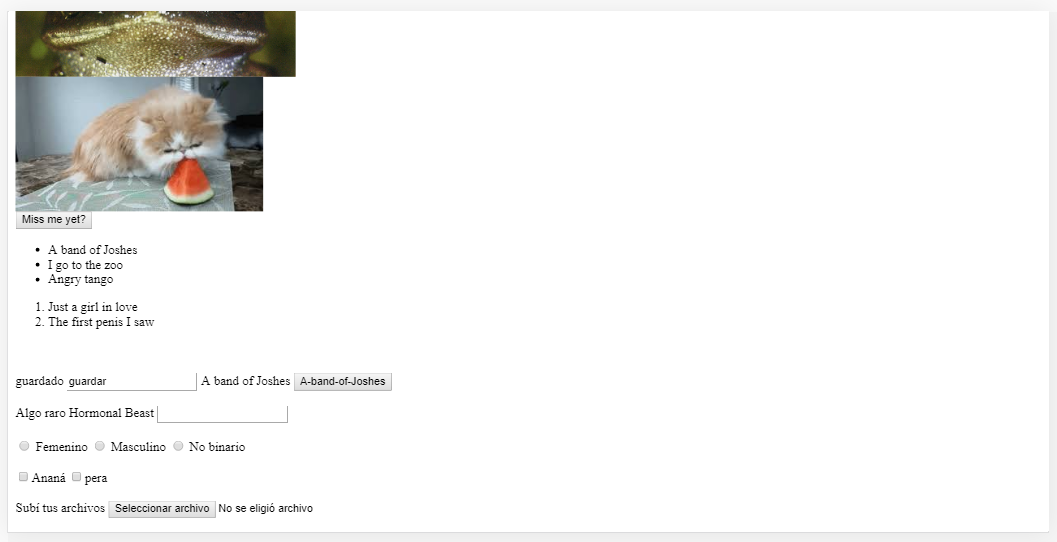 Miss me yet?
• A band of Joshes
• I go to the zoo
• Angry tango
1. Just a girl in love
2. The first penis I saw
guardado guardar A band of Joshes A-band-of-Joshes
Algo raro Hormonal Beast
Femenino Masculino No binario
Ananá pera
Subí tus archivos Seleccionar archivo No se eligió archivo